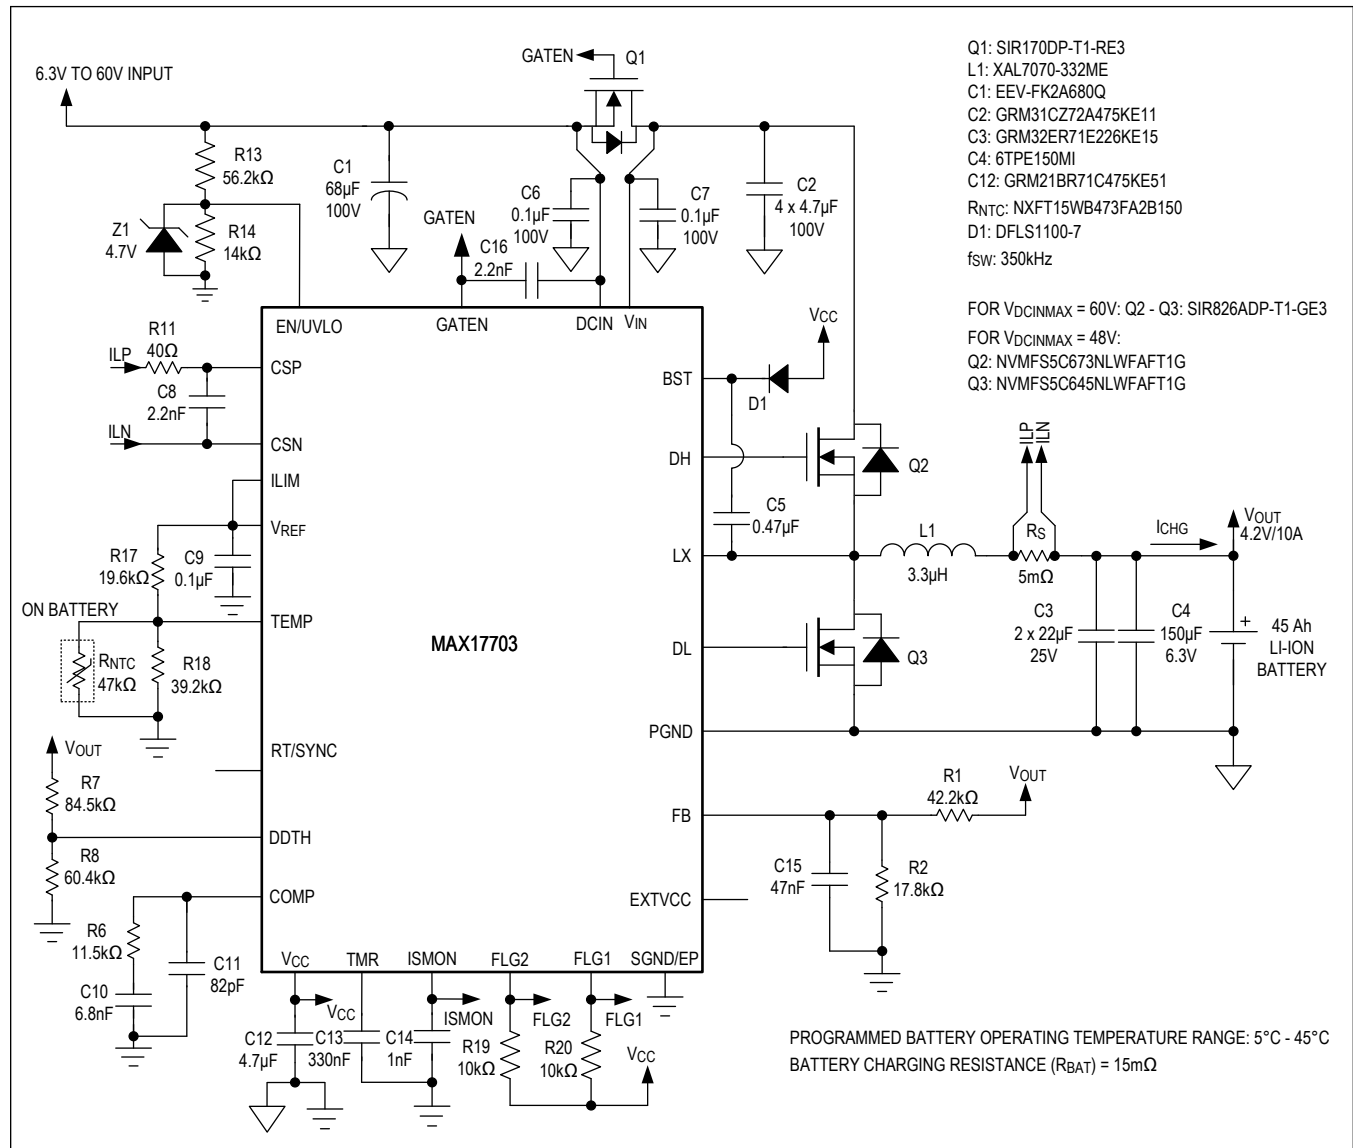 GATEN
Q1
6.3V TO 60V INPUT
Q1: SIR170DP-T1-RE3
L1: XAL7070-332ME
C1: EEV-FK2A680Q
C2: GRM31CZ72A475KE11
C3: GRM32ER71E226KE15
C4: 6TPE150MI
C12: GRM21BR71C475KE51
RNTC: NXFT15WB473FA2B150
D1: DFLS1100-7
fSW: 350kHz
FOR VDCINMAX = 60V: Q2 - Q3: SIR826ADP-T1-GE3
FOR VDCINMAX = 48V:
Q2: NVMFS5C673NLWFAFT1G
Q3: NVMFS5C645NLWFAFT1G
R13
56.2kΩ
C1
68µF
100V
C6
0.1µF
100V
C7
0.1µF
100V
C2
4 x 4.7µF
100V
Z1
4.7V
R14
14kΩ
GATEN
C16
2.2nF
EN/UVLO
GATEN
DCIN
VIN
VCC
R11
40Ω
ILP
CSP
C8
2.2nF
ILN
CSN
BST
D1
ILIM
DH
Q2
VREF
C5
0.47µF
ILP
ILN
R17
19.6kΩ
C9
0.1µF
LX
L1
3.3µH
RS
5mΩ
ICHG
VOUT
4.2V/10A
ON BATTERY
TEMP
RNTC
47kΩ
R18
39.2kΩ
MAX17703
DL
Q3
C3
2 x 22µF
25V
C4
150µF
6.3V
+
45 Ah
LI-ION
BATTERY
PGND
RT/SYNC
VOUT
R7
84.5kΩ
DDTH
R8
60.4kΩ
FB
R1
42.2kΩ
VOUT
C15
47nF
R2
17.8kΩ
COMP
EXTVCC
R6
11.5kΩ
C11
82pF
C10
6.8nF
VCC
TMR
ISMON
FLG2
FLG1
SGND/EP
VCC
ISMON
FLG2
FLG1
C12
4.7µF
C13
330nF
C14
1nF
R19
10kΩ
R20
10kΩ
VCC
PROGRAMMED BATTERY OPERATING TEMPERATURE RANGE: 5°C - 45°C
BATTERY CHARGING RESISTANCE (RBAT) = 15mΩ